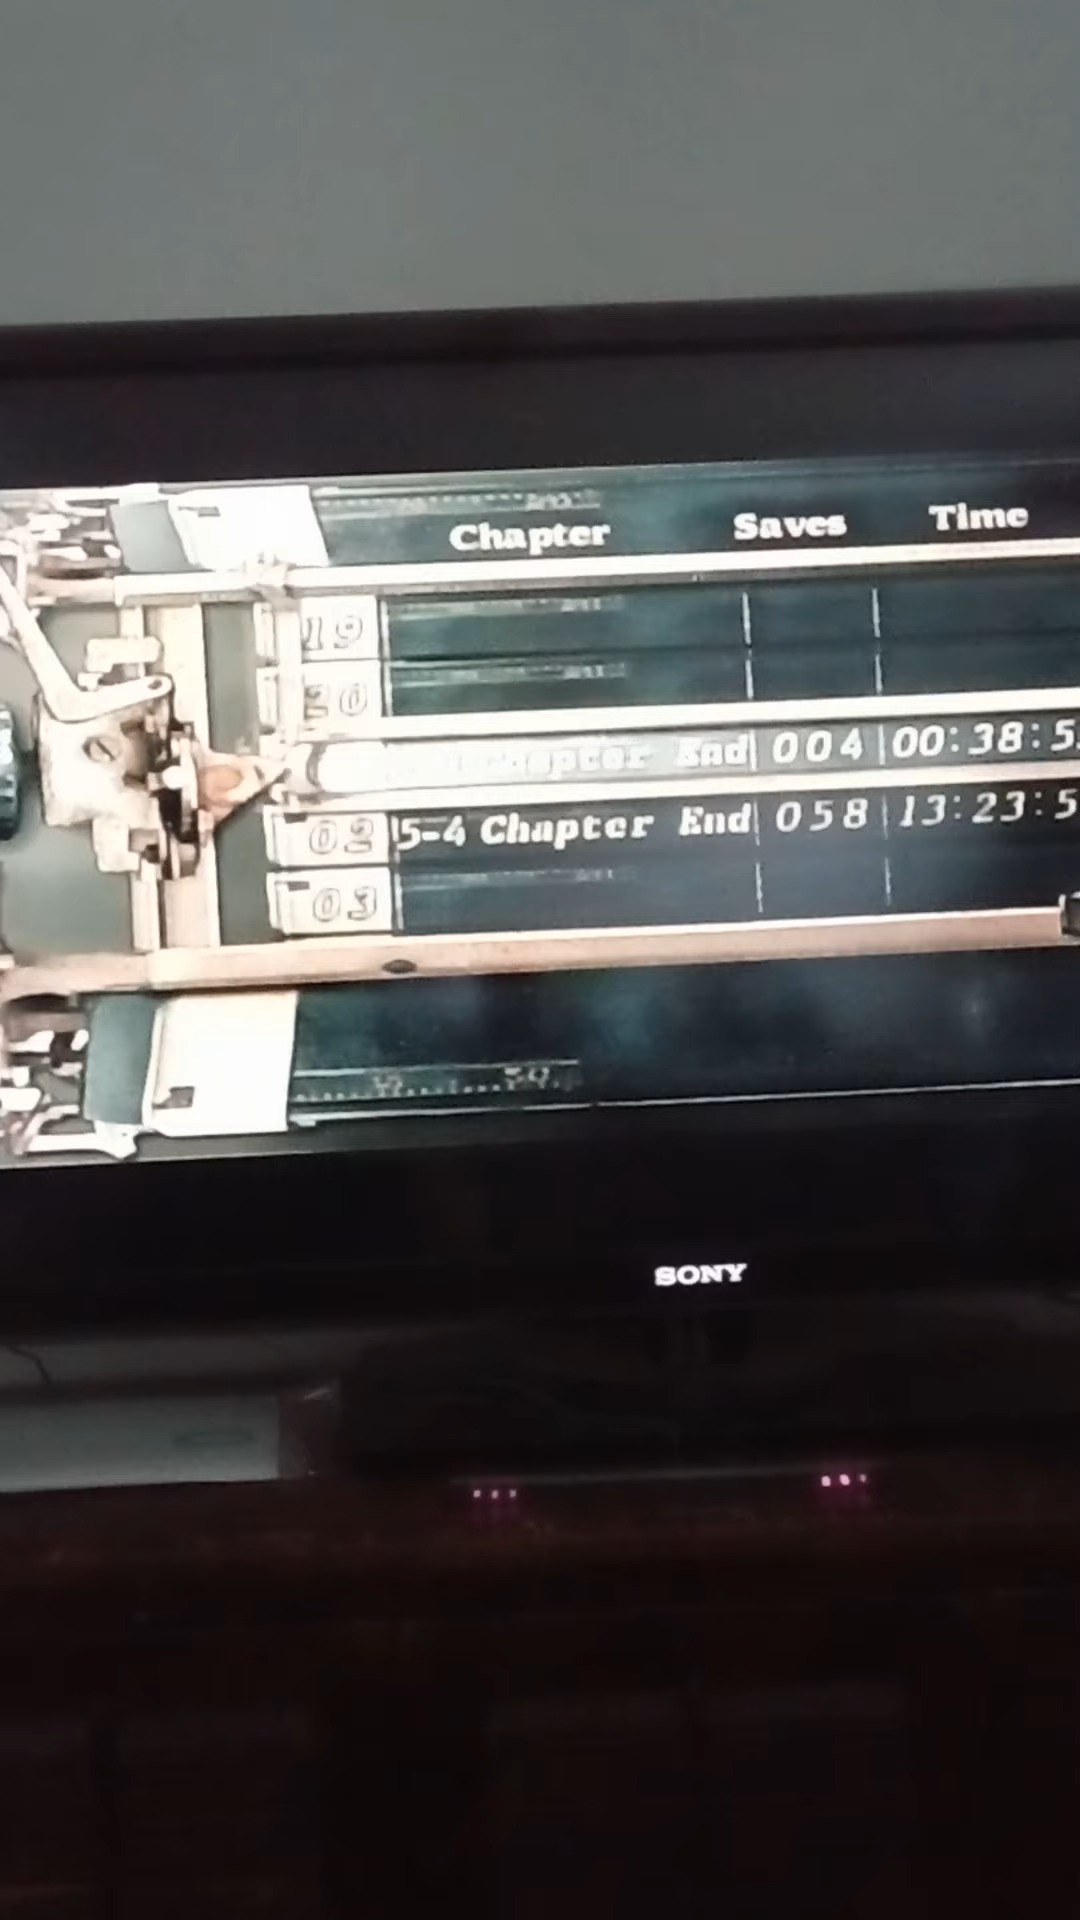 Chapter Saves Time
19
20
Chapter End 004 00:38:5
02 5-4 Chapter End 058 13:23:5
03
SONY